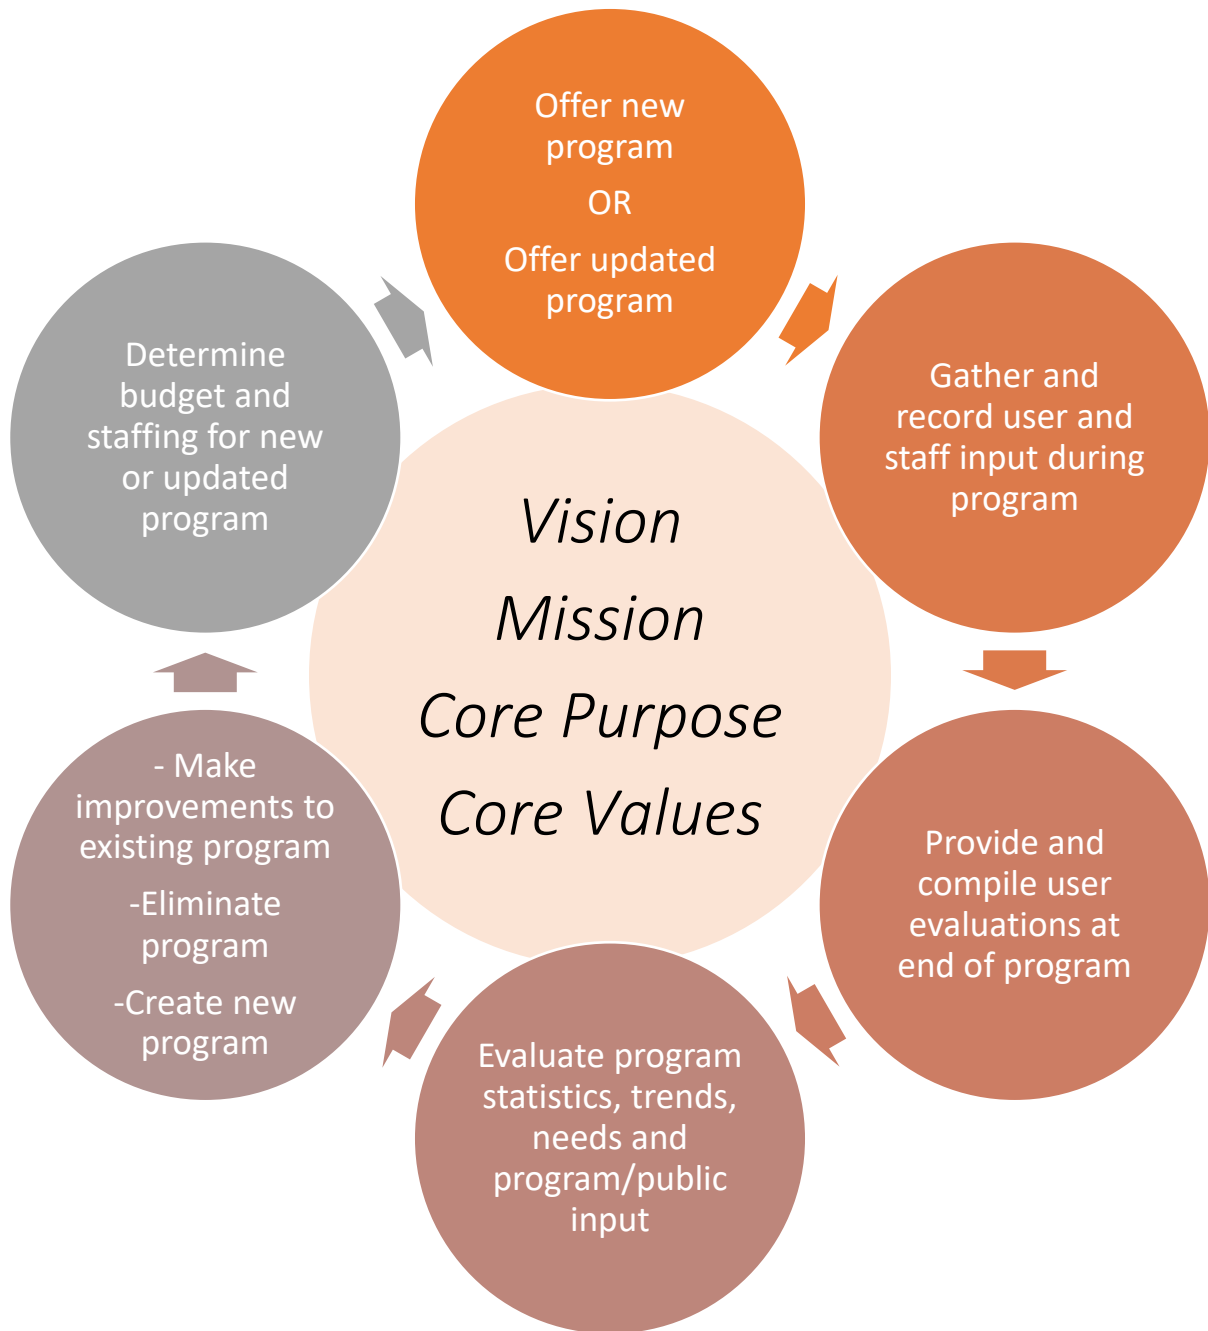 Offer new
program
OR
Offer updated
program
Gather and
record user and
staff input during
program
Provide and
compile user
evaluations at
end of program
Evaluate program
statistics, trends,
needs and
program/public
input
- Make
improvements to
existing program
-Eliminate
program
-Create new
program
Determine
budget and
staffing for new
or updated
program
Vision
Mission
Core Purpose
Core Values